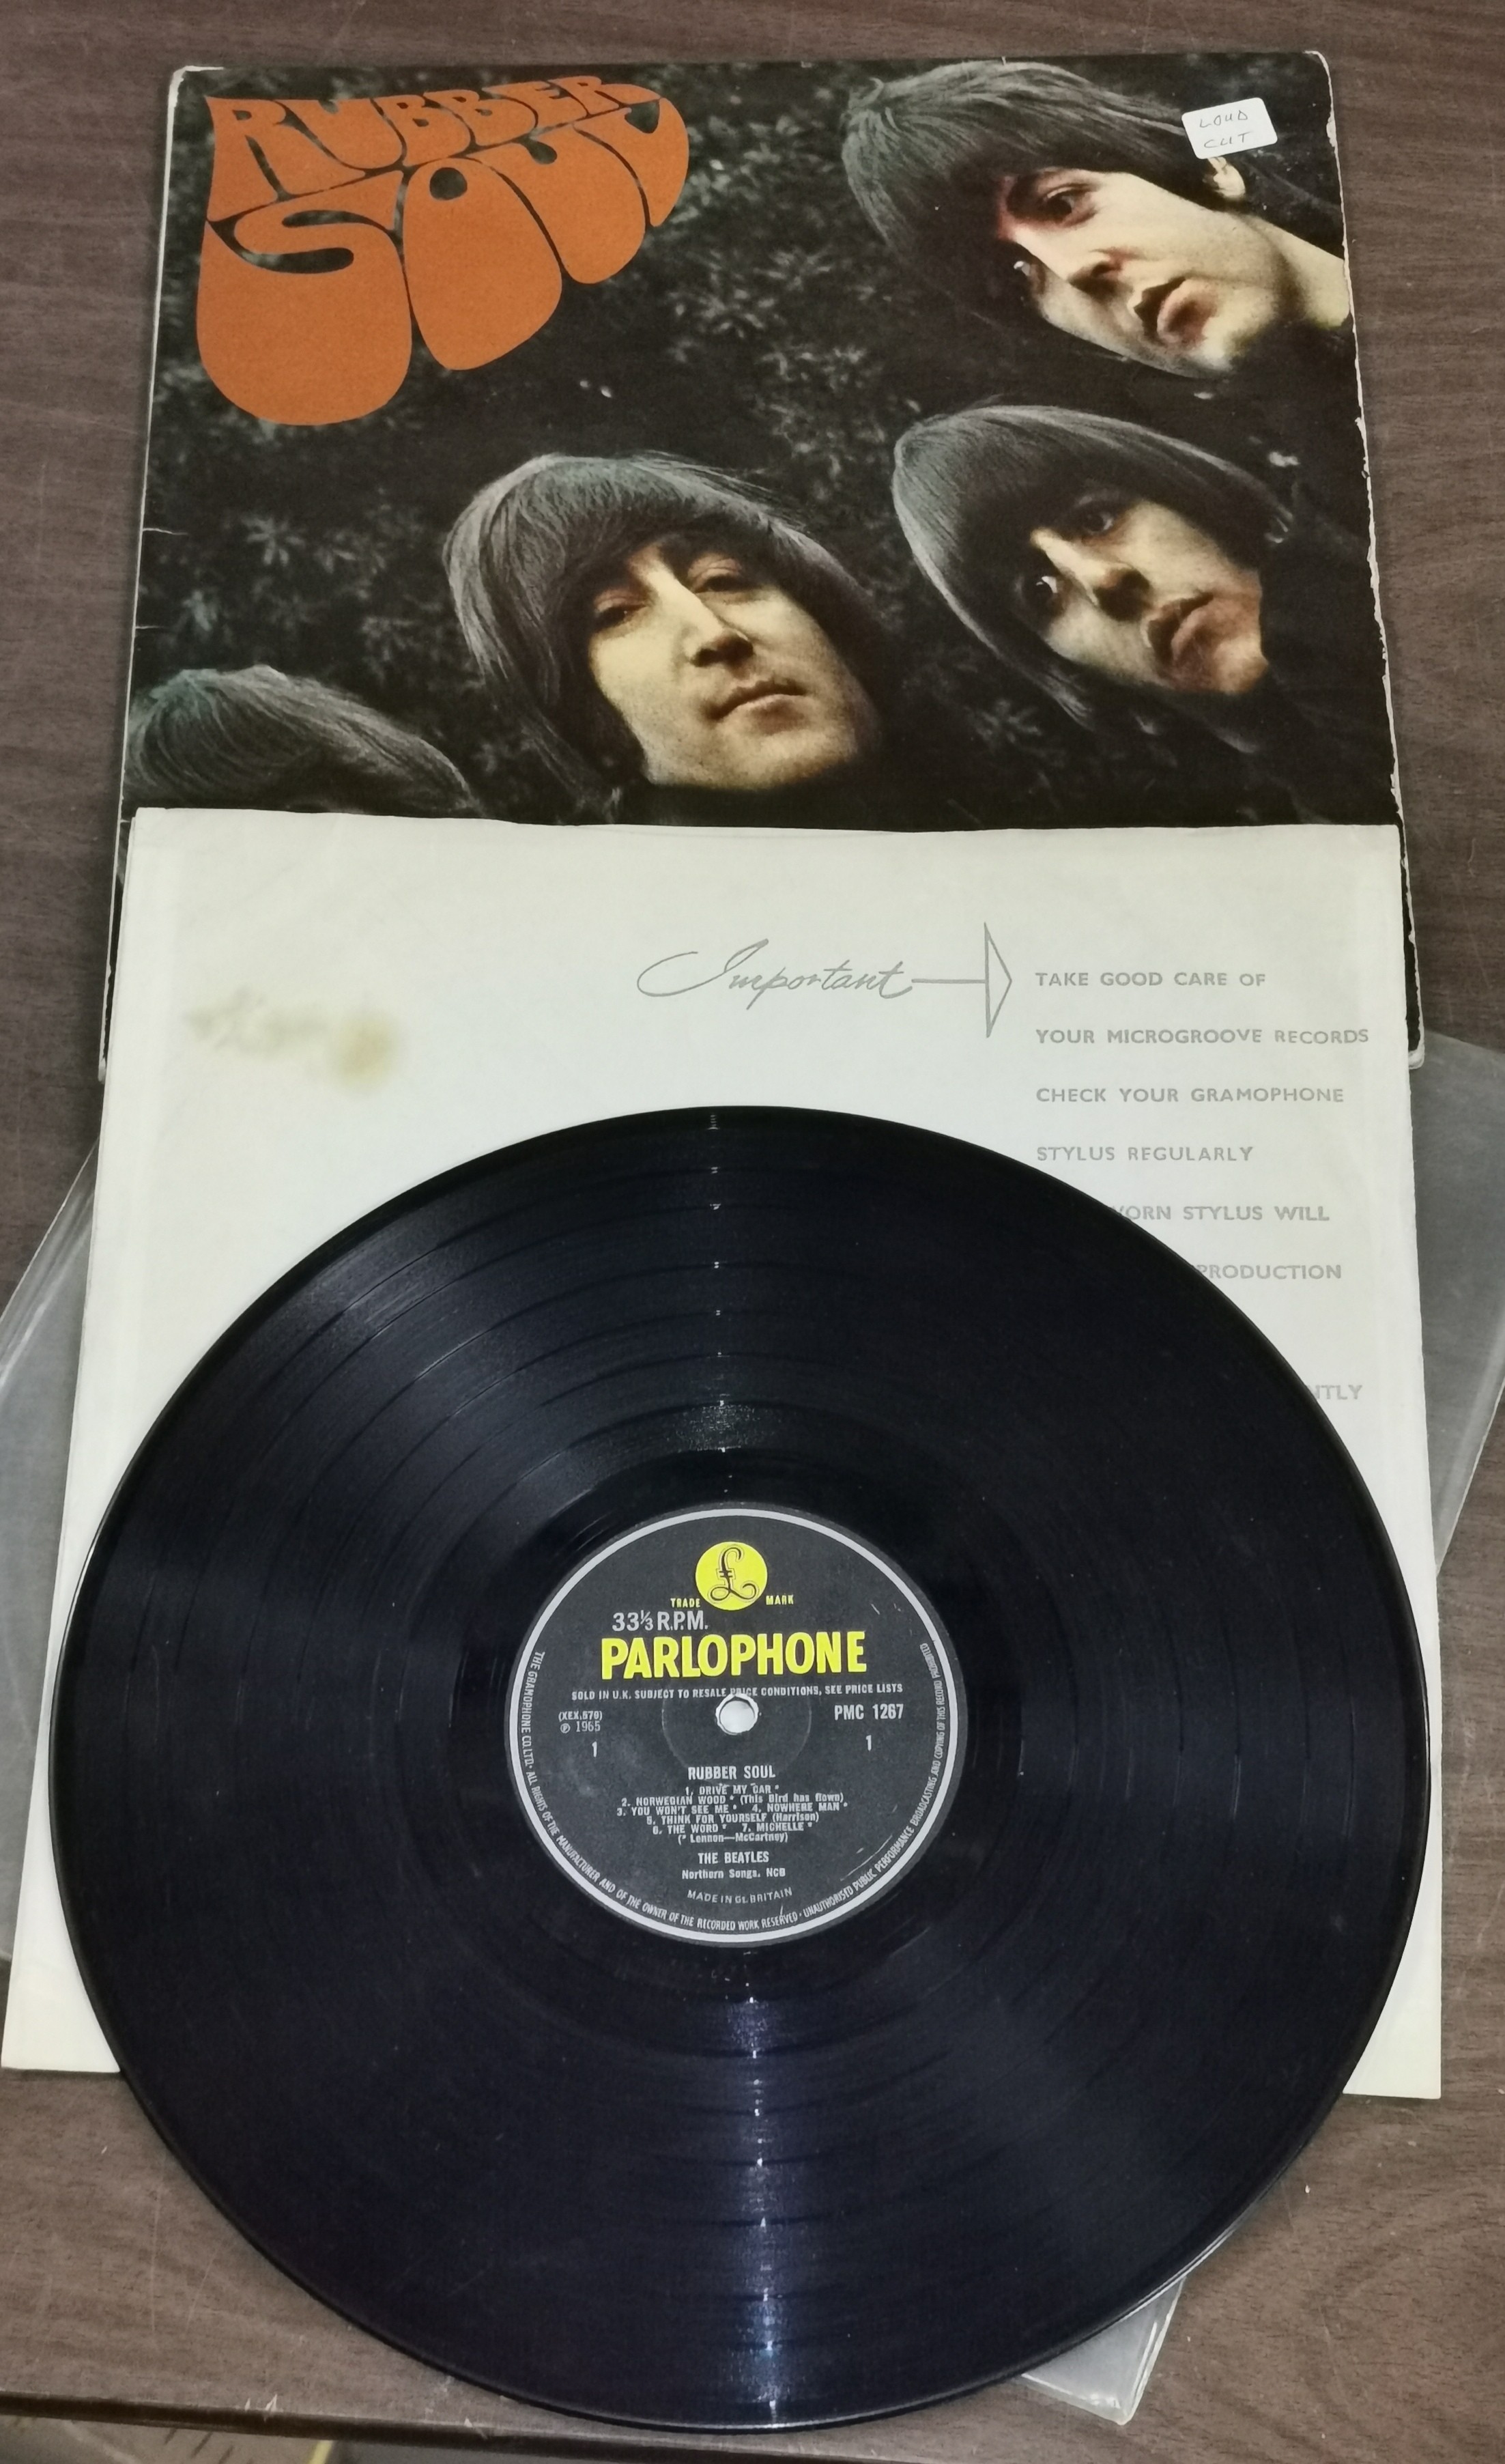 RUBBER
SOUL
LOUD
CUT
Important
TAKE GOOD CARE OF
YOUR MICROGROOVE RECORDS
CHECK YOUR GRAMOPHONE
STYLUS REGULARLY
WORN STYLUS WILL
PRODUCTION
NTLY
£
TRADE MARK
33⅓ R.P.M.
PARLOPHONE
SOLD IN U.K. SUBJECT TO RESALE PRICE CONDITIONS, SEE PRICE LISTS
(XEX.579)
℗ 1965
1
PMC 1267
1
RUBBER SOUL
1. DRIVE MY CAR *
2. NORWEGIAN WOOD * (This Bird has flown)
3. YOU WON'T SEE ME * 4. NOWHERE MAN *
5. THINK FOR YOURSELF (Harrison)
6. THE WORD * 7. MICHELLE *
(* Lennon—McCartney)
THE BEATLES
Northern Songs. NCB
MADE IN Gt. BRITAIN
THE GRAMOPHONE CO. LTD. · ALL RIGHTS OF THE MANUFACTURER AND OF THE OWNER OF THE RECORDED WORK RESERVED · UNAUTHORISED PUBLIC PERFORMANCE BROADCASTING AND COPYING OF THIS RECORD PROHIBITED